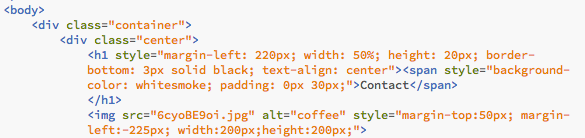 <body>
<div class="container">
<div class="center">
<h1 style="margin-left: 220px; width: 50%; height: 20px; border-
bottom: 3px solid black; text-align: center"><span style="background-
color: whitesmoke; padding: 0px 30px;">Contact</span>
</h1>
<img src="6cyoBE9oi.jpg" alt="coffee" style="margin-top:50px; margin-
left:-225px; width:200px;height:200px;">